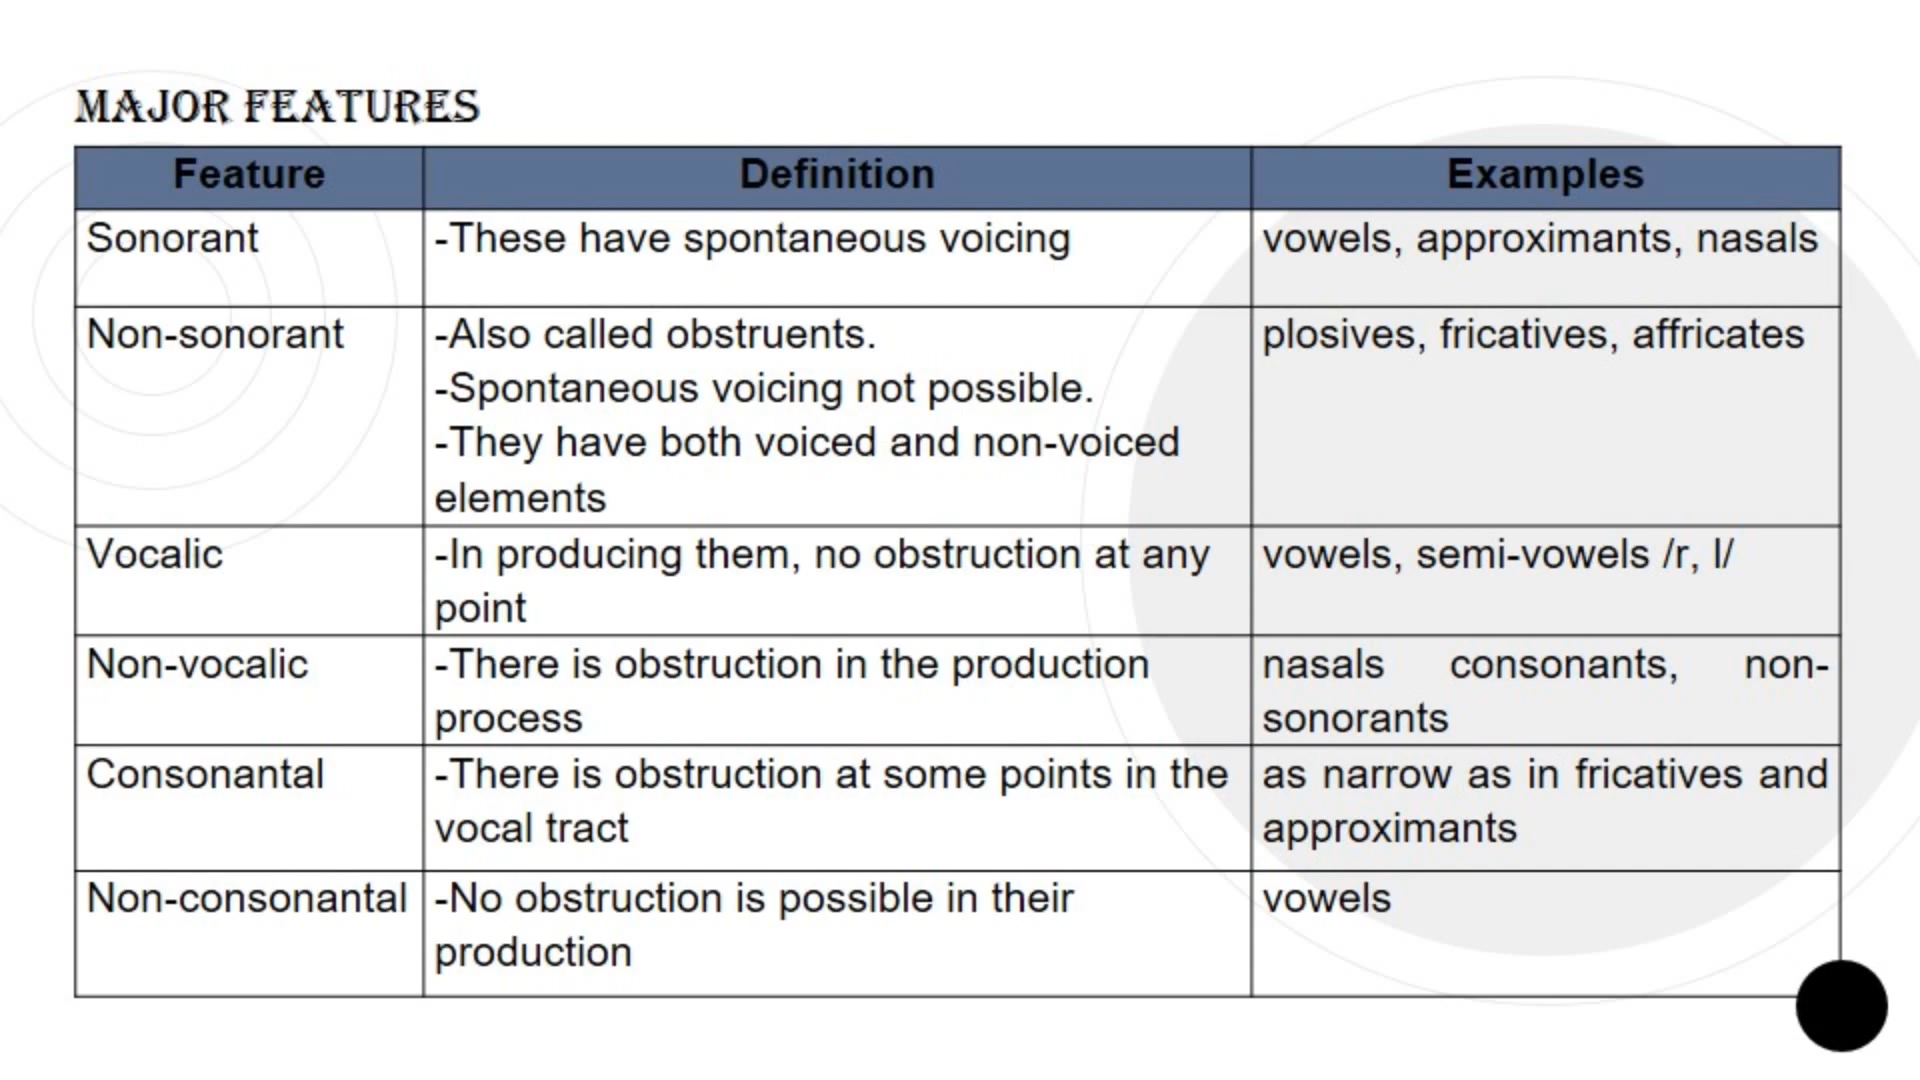 MAJOR FEATURES
Feature Definition Examples
Sonorant -These have spontaneous voicing vowels, approximants, nasals
Non-sonorant -Also called obstruents. plosives, fricatives, affricates
-Spontaneous voicing not possible.
-They have both voiced and non-voiced
elements
Vocalic -In producing them, no obstruction at any vowels, semi-vowels /r, l/
point
Non-vocalic -There is obstruction in the production nasals consonants, non-
process sonorants
Consonantal -There is obstruction at some points in the as narrow as in fricatives and
vocal tract approximants
Non-consonantal -No obstruction is possible in their vowels
production